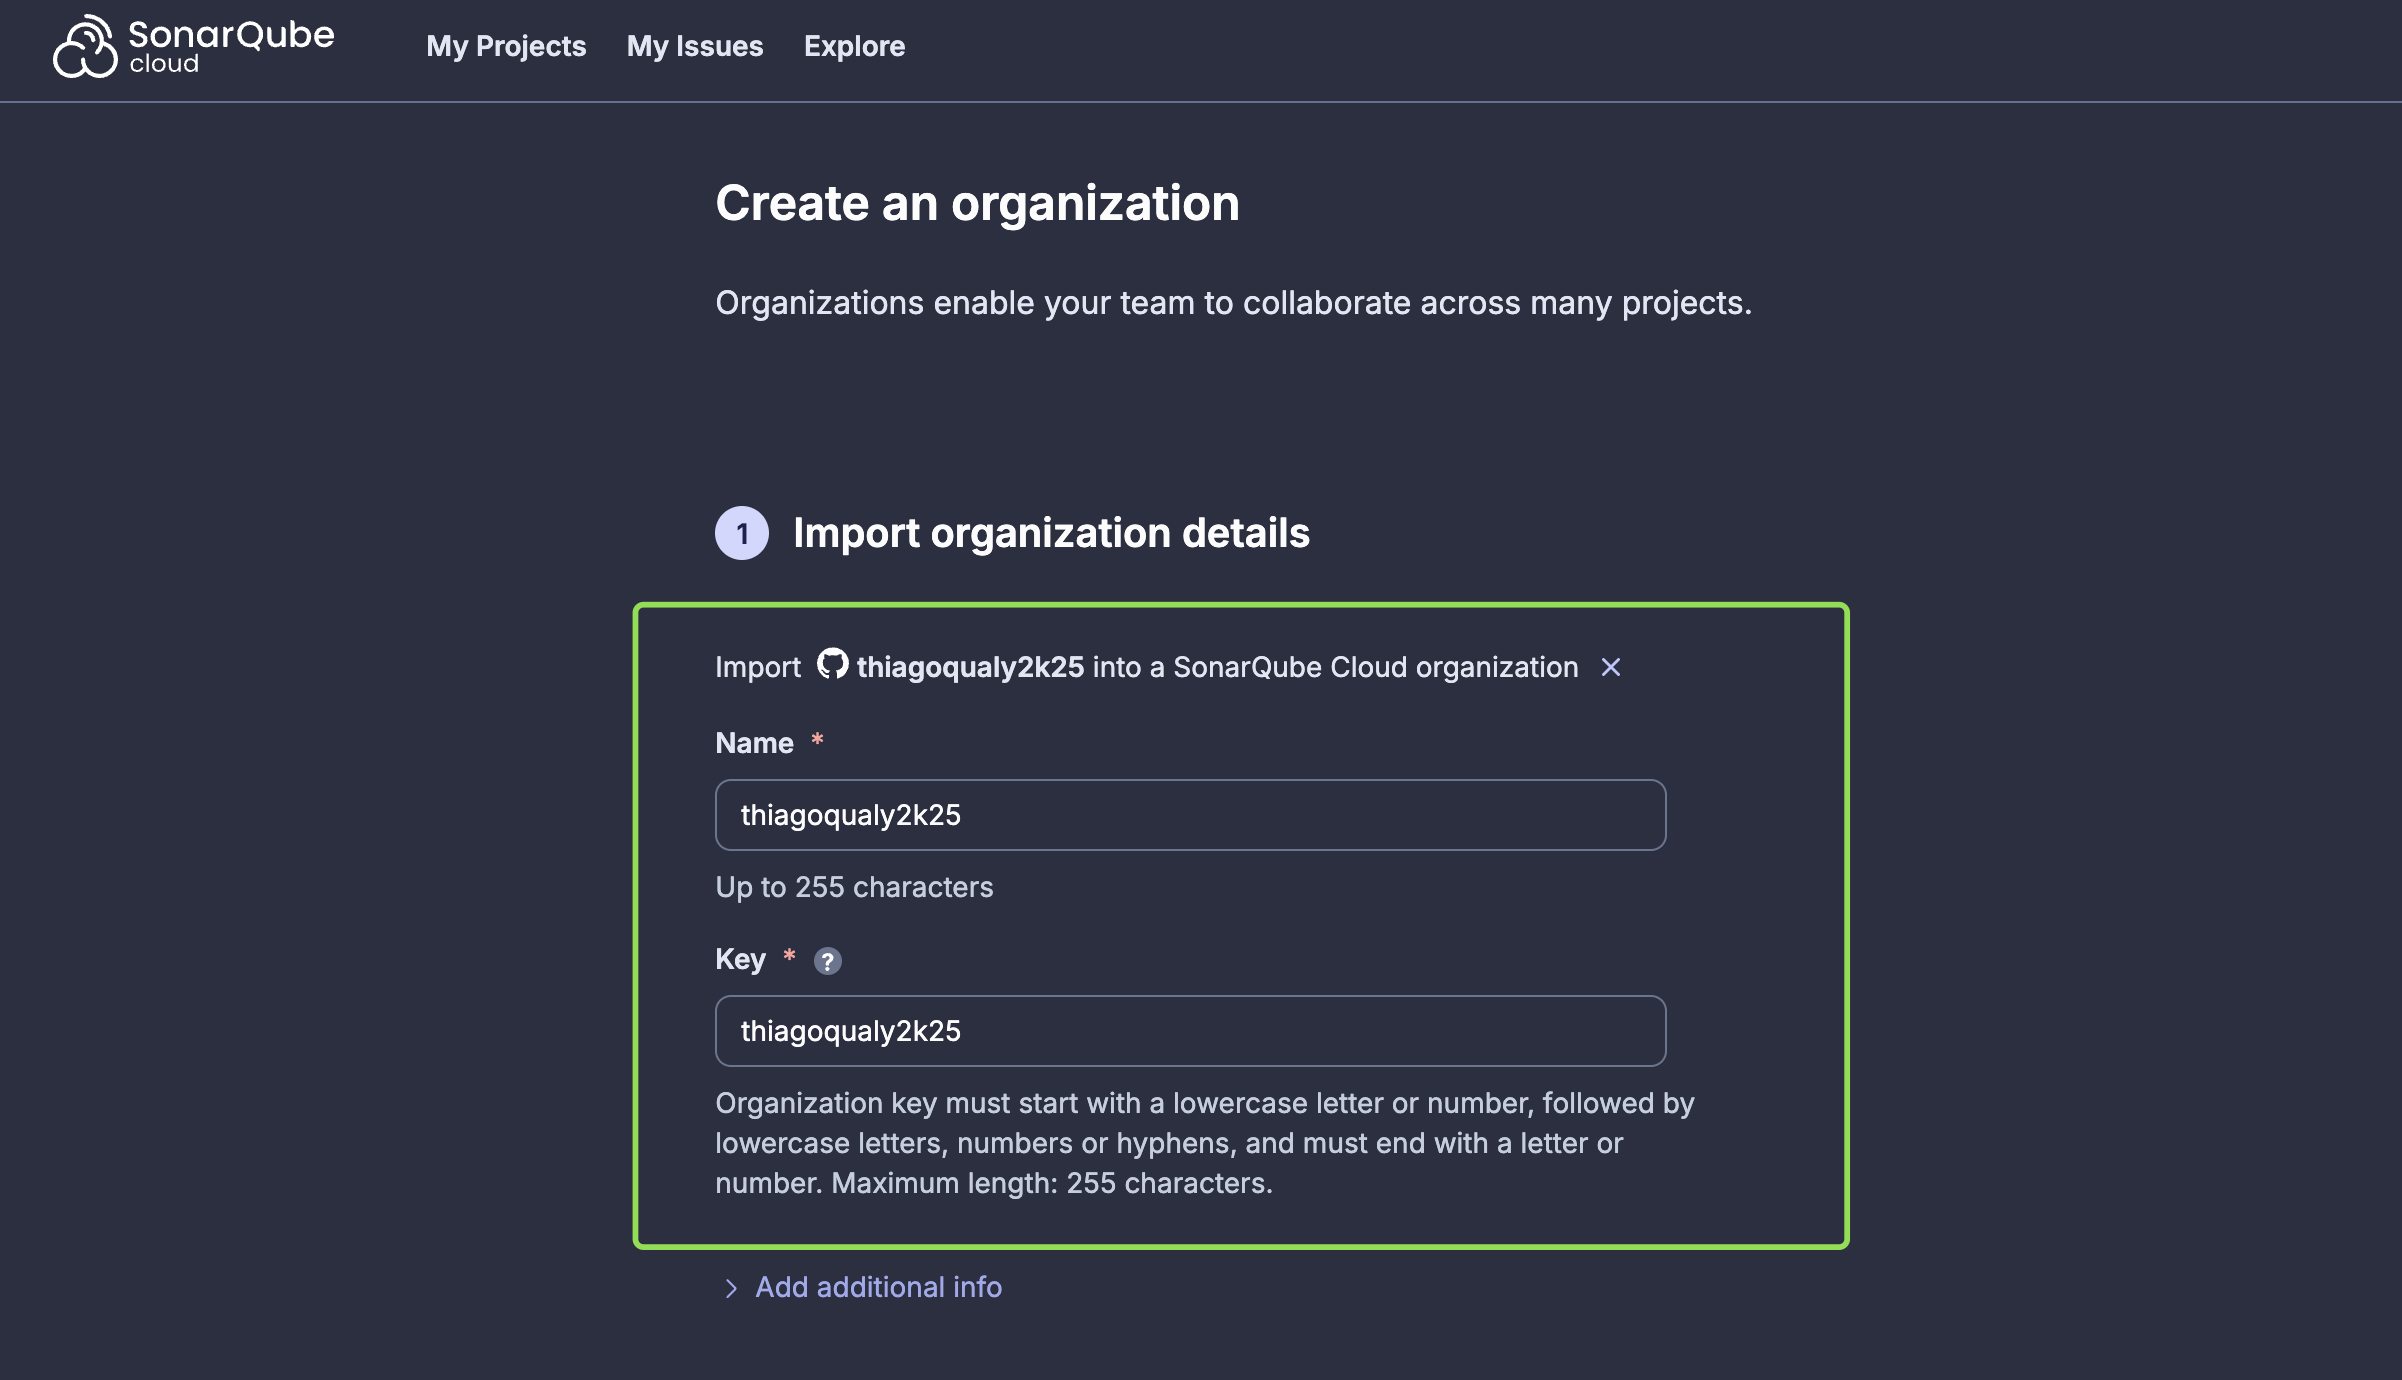 SonarQube
cloud
My Projects
My Issues
Explore
Create an organization
Organizations enable your team to collaborate across many projects.
1
Import organization details
Import thiagoqualy2k25 into a SonarQube Cloud organization
Name *
thiagoqualy2k25
Up to 255 characters
Key * ?
thiagoqualy2k25
Organization key must start with a lowercase letter or number, followed by
lowercase letters, numbers or hyphens, and must end with a letter or
number. Maximum length: 255 characters.
Add additional info